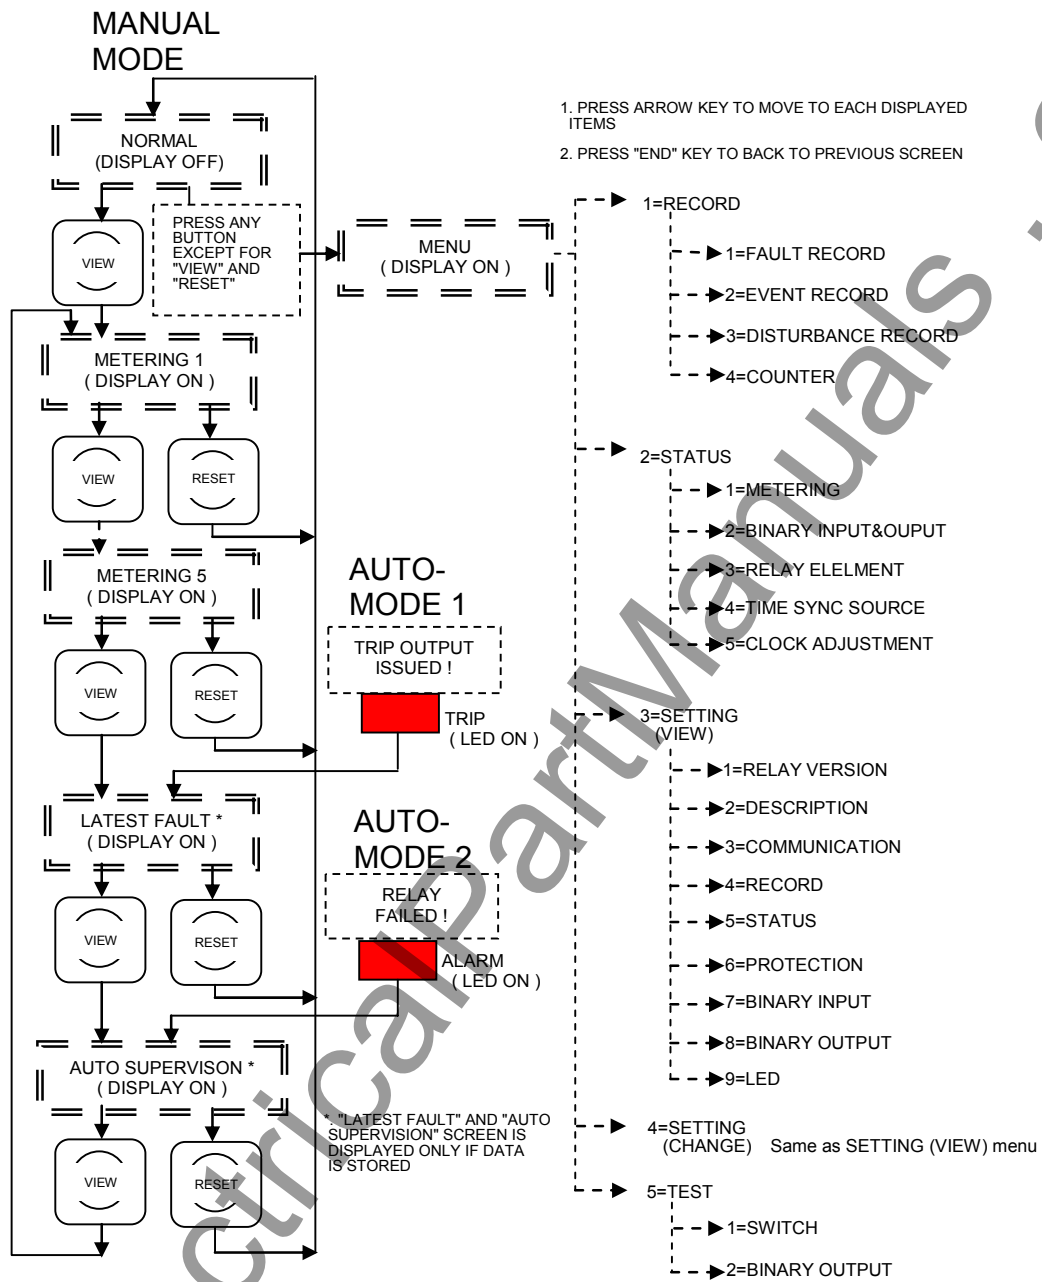 MANUAL
MODE
NORMAL
(DISPLAY OFF)
VIEW
PRESS ANY
BUTTON
EXCEPT FOR
"VIEW" AND
"RESET"
METERING 1
( DISPLAY ON )
VIEW
RESET
METERING 5
( DISPLAY ON )
VIEW
RESET
LATEST FAULT *
( DISPLAY ON )
VIEW
RESET
AUTO SUPERVISON *
( DISPLAY ON )
VIEW
RESET
AUTO-
MODE 1
TRIP OUTPUT
ISSUED !
TRIP
( LED ON )
AUTO-
MODE 2
RELAY
FAILED !
ALARM
( LED ON )
*. "LATEST FAULT" AND "AUTO
SUPERVISION" SCREEN IS
DISPLAYED ONLY IF DATA
IS STORED
MENU
( DISPLAY ON )
1. PRESS ARROW KEY TO MOVE TO EACH DISPLAYED
ITEMS
2. PRESS "END" KEY TO BACK TO PREVIOUS SCREEN
1=RECORD
1=FAULT RECORD
2=EVENT RECORD
3=DISTURBANCE RECORD
4=COUNTER
2=STATUS
1=METERING
2=BINARY INPUT&OUPUT
3=RELAY ELELMENT
4=TIME SYNC SOURCE
5=CLOCK ADJUSTMENT
3=SETTING
(VIEW)
1=RELAY VERSION
2=DESCRIPTION
3=COMMUNICATION
4=RECORD
5=STATUS
6=PROTECTION
7=BINARY INPUT
8=BINARY OUTPUT
9=LED
4=SETTING
(CHANGE) Same as SETTING (VIEW) menu
5=TEST
1=SWITCH
2=BINARY OUTPUT
ctricalPartManuals